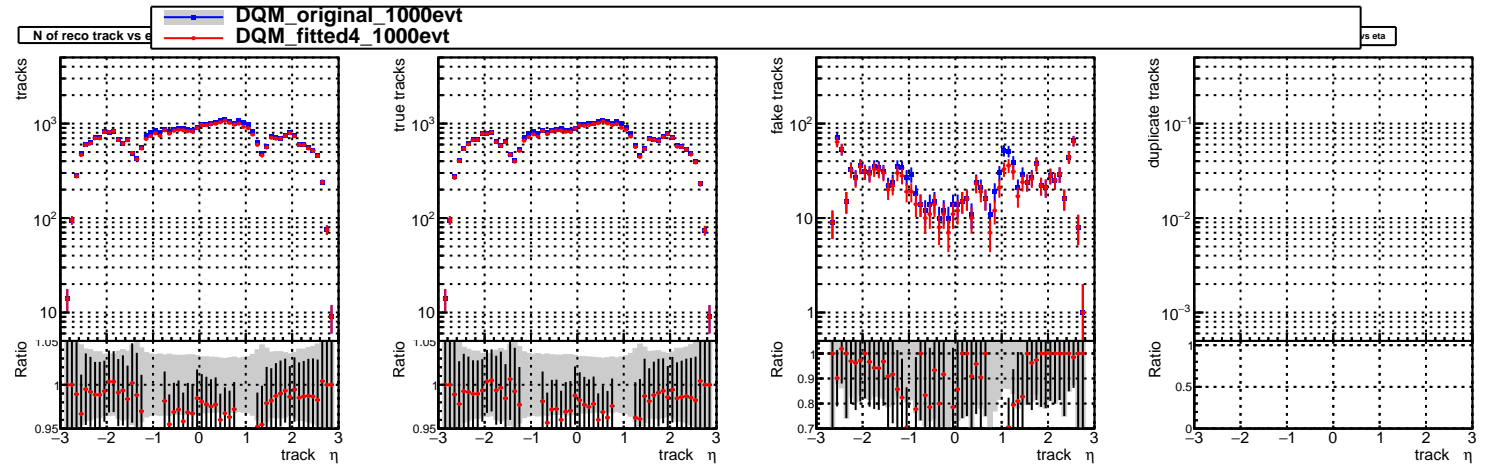 DQM_original_1000evt
DQM_fitted4_1000evt
N of reco track vs e
vs eta
tracks
10³
10²
10
Ratio
1.05
1
0.95
−3 −2 −1 0 1 2 3
track η
true tracks
10³
10²
10
Ratio
1.05
1
0.95
−3 −2 −1 0 1 2 3
track η
fake tracks
10²
10
1
Ratio
1
0.9
0.8
0.7
−3 −2 −1 0 1 2 3
track η
duplicate tracks
10⁻¹
10⁻²
10⁻³
Ratio
1
0.5
0
−3 −2 −1 0 1 2 3
track η